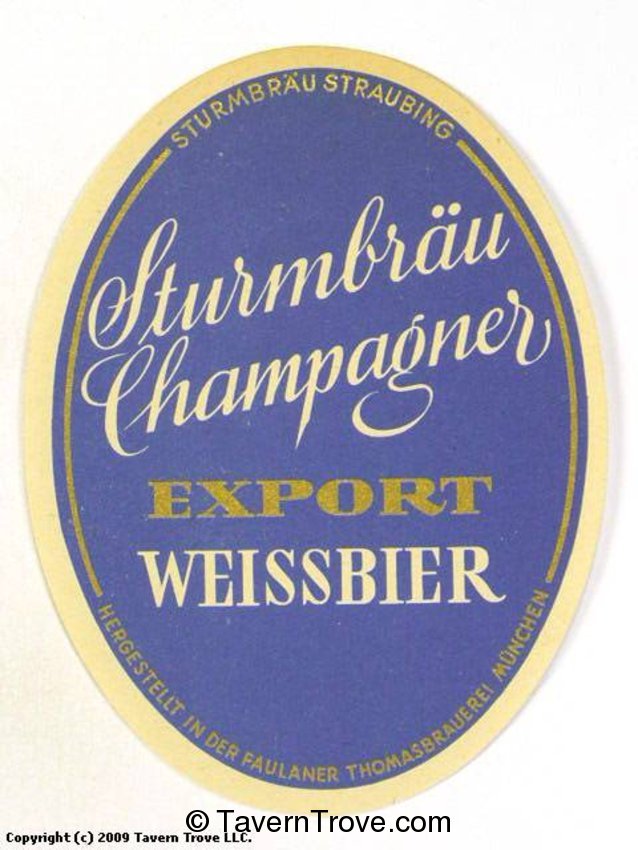 STURMBRÄU STRAUBING
Sturmbräu
Champagner
EXPORT
WEISSBIER
HERGESTELLT IN DER PAULANER THOMASBRAUEREI MÜNCHEN
Copyright (c) 2009 Tavern Trove LLC.
© TavernTrove.com